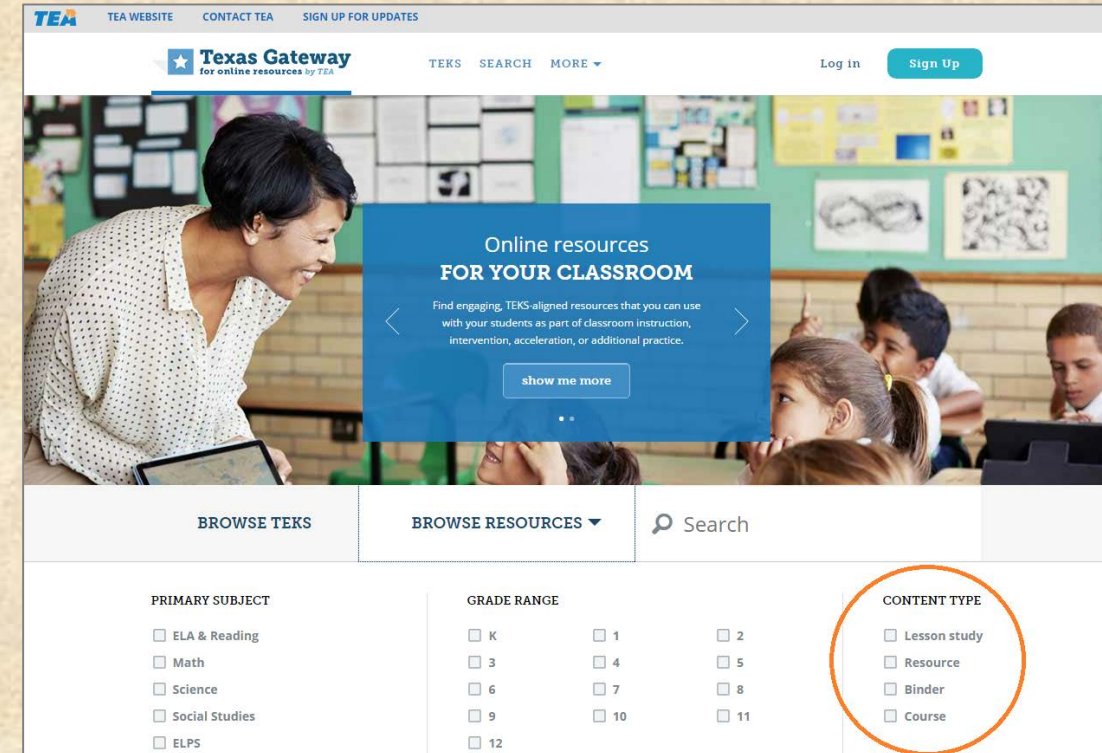 TEA TEA WEBSITE CONTACT TEA SIGN UP FOR UPDATES
Texas Gateway
for online resources by TEA
TEKS SEARCH MORE
Log in Sign Up
Online resources
FOR YOUR CLASSROOM
Find engaging, TEKS-aligned resources that you can use
with your students as part of classroom instruction,
intervention, acceleration, or additional practice.
show me more
BROWSE TEKS BROWSE RESOURCES Search
PRIMARY SUBJECT
ELA & Reading
Math
Science
Social Studies
ELPS
GRADE RANGE
K 1 2
3 4 5
6 7 8
9 10 11
12
CONTENT TYPE
Lesson study
Resource
Binder
Course